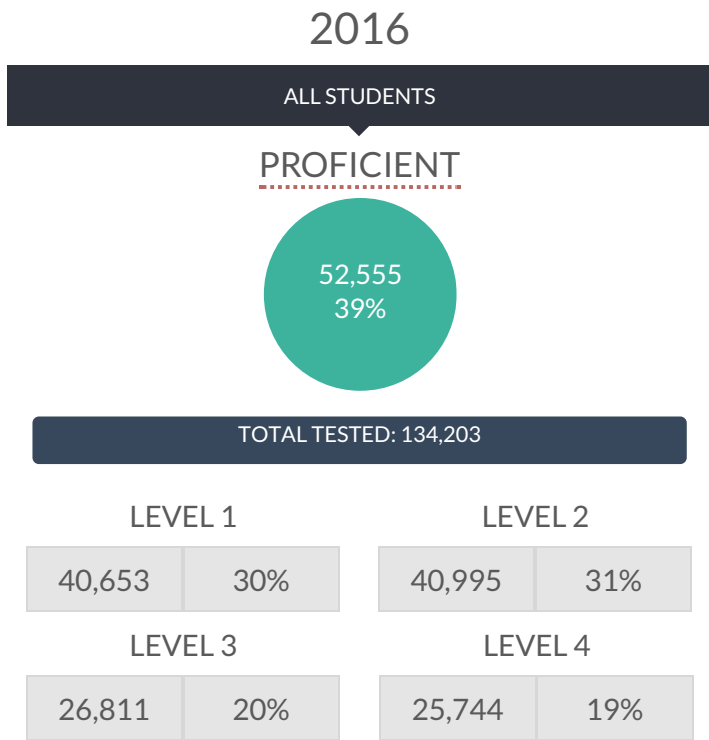 2016
ALL STUDENTS
PROFICIENT
52,555
39%
TOTAL TESTED: 134,203
LEVEL 1 LEVEL 2
40,653 30% 40,995 31%
LEVEL 3 LEVEL 4
26,811 20% 25,744 19%